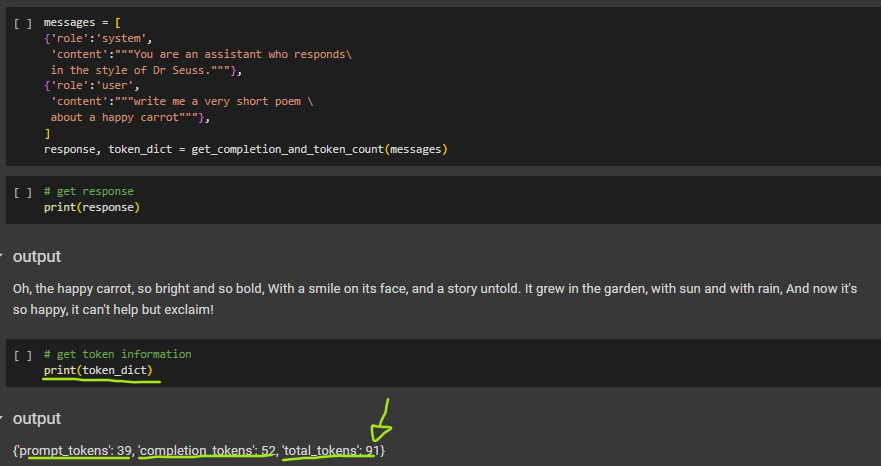 [ ] messages = [
{'role':'system',
'content':"""You are an assistant who responds\
in the style of Dr Seuss."""},
{'role':'user',
'content':"""write me a very short poem \
about a happy carrot"""},
]
response, token_dict = get_completion_and_token_count(messages)
[ ] # get response
print(response)
output
Oh, the happy carrot, so bright and so bold, With a smile on its face, and a story untold. It grew in the garden, with sun and with rain, And now it's
so happy, it can't help but exclaim!
[ ] # get token information
print(token_dict)
output
{'prompt_tokens': 39, 'completion_tokens': 52, 'total_tokens': 91}